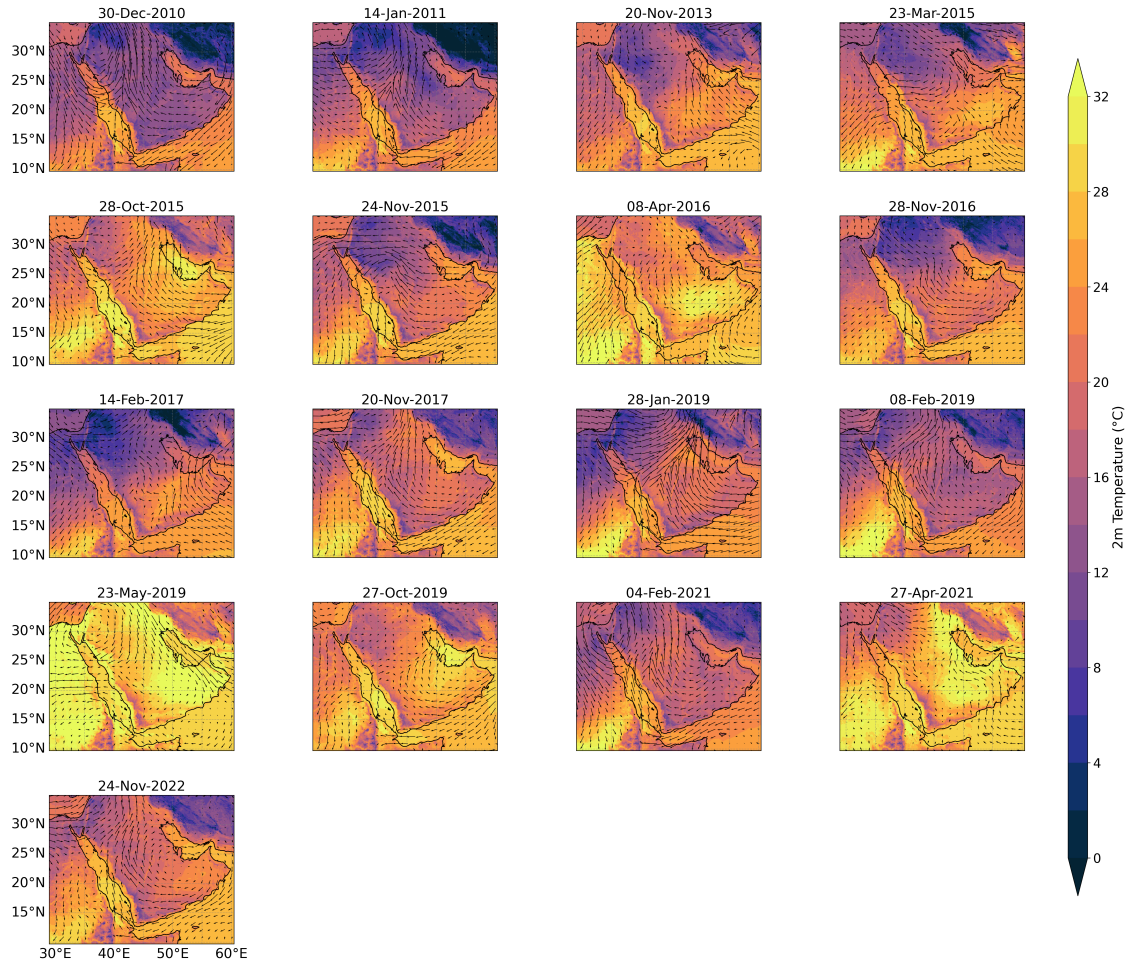 30-Dec-2010 14-Jan-2011 20-Nov-2013 23-Mar-2015
30°N
25°N
20°N
15°N
10°N
28-Oct-2015 24-Nov-2015 08-Apr-2016 28-Nov-2016
30°N
25°N
20°N
15°N
10°N
14-Feb-2017 20-Nov-2017 28-Jan-2019 08-Feb-2019
30°N
25°N
20°N
15°N
10°N
23-May-2019 27-Oct-2019 04-Feb-2021 27-Apr-2021
30°N
25°N
20°N
15°N
10°N
24-Nov-2022
30°N
25°N
20°N
15°N
30°E 40°E 50°E 60°E
32
28
24
20
16
12
8
4
0
2m Temperature (°C)